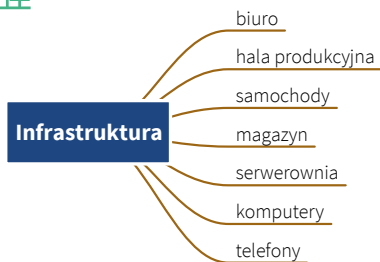 biuro
hala produkcyjna
samochody
Infrastruktura
magazyn
serwerownia
komputery
telefony